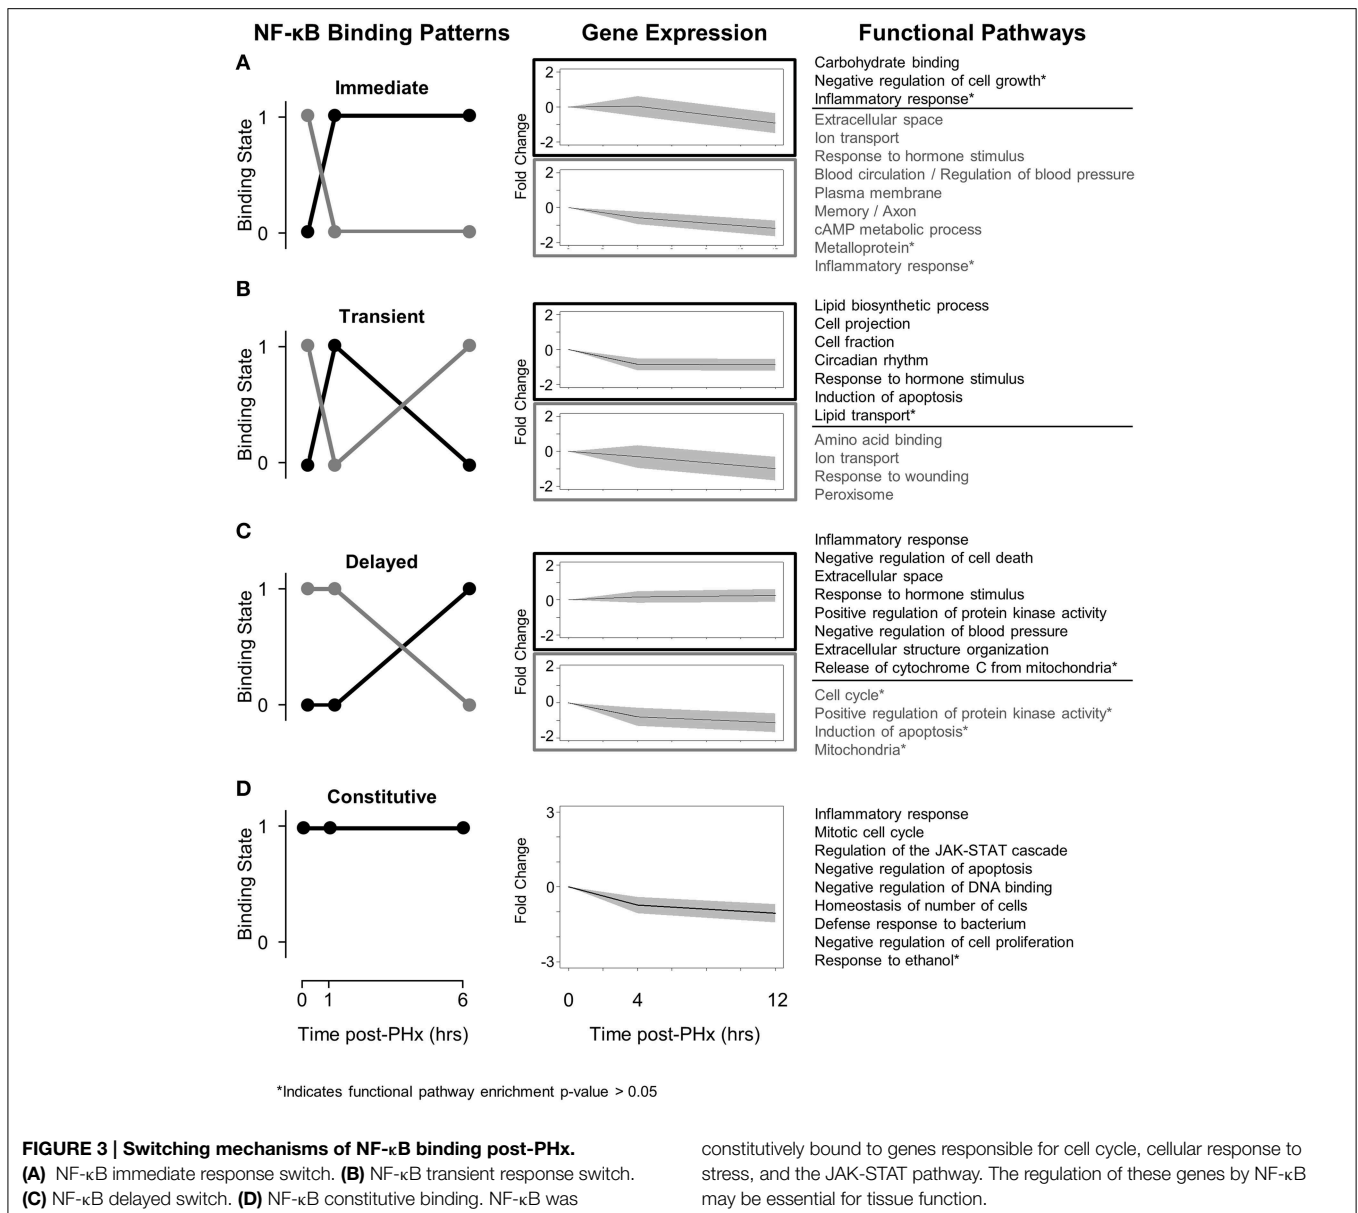 NF-κB Binding Patterns
Gene Expression
Functional Pathways
A
Immediate
1
0
Binding State
2
0
-2
2
0
-2
Fold Change
Carbohydrate binding
Negative regulation of cell growth*
Inflammatory response*
Extracellular space
Ion transport
Response to hormone stimulus
Blood circulation / Regulation of blood pressure
Plasma membrane
Memory / Axon
cAMP metabolic process
Metalloprotein*
Inflammatory response*
B
Transient
1
0
Binding State
2
0
-2
2
0
-2
Fold Change
Lipid biosynthetic process
Cell projection
Cell fraction
Circadian rhythm
Response to hormone stimulus
Induction of apoptosis
Lipid transport*
Amino acid binding
Ion transport
Response to wounding
Peroxisome
C
Delayed
1
0
Binding State
2
0
-2
2
0
-2
Fold Change
Inflammatory response
Negative regulation of cell death
Extracellular space
Response to hormone stimulus
Positive regulation of protein kinase activity
Negative regulation of blood pressure
Extracellular structure organization
Release of cytochrome C from mitochondria*
Cell cycle*
Positive regulation of protein kinase activity*
Induction of apoptosis*
Mitochondria*
D
Constitutive
1
0
Binding State
0 1 6
Time post-PHx (hrs)
3
0
-3
Fold Change
0 4 12
Time post-PHx (hrs)
Inflammatory response
Mitotic cell cycle
Regulation of the JAK-STAT cascade
Negative regulation of apoptosis
Negative regulation of DNA binding
Homeostasis of number of cells
Defense response to bacterium
Negative regulation of cell proliferation
Response to ethanol*
*Indicates functional pathway enrichment p-value > 0.05
FIGURE 3 | Switching mechanisms of NF-κB binding post-PHx.
(A) NF-κB immediate response switch. (B) NF-κB transient response switch.
(C) NF-κB delayed switch. (D) NF-κB constitutive binding. NF-κB was
constitutively bound to genes responsible for cell cycle, cellular response to
stress, and the JAK-STAT pathway. The regulation of these genes by NF-κB
may be essential for tissue function.